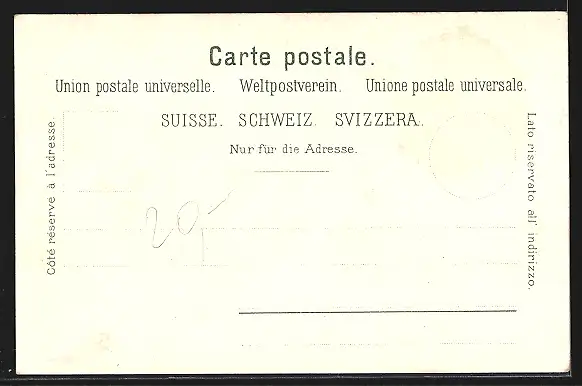 Carte postale.
Union postale universelle. Weltpostverein. Unione postale universale.
SUISSE. SCHWEIZ. SVIZZERA.
Nur für die Adresse.
Côté réservé à l'adresse.
Lato riservato all' indirizzo.
20,-